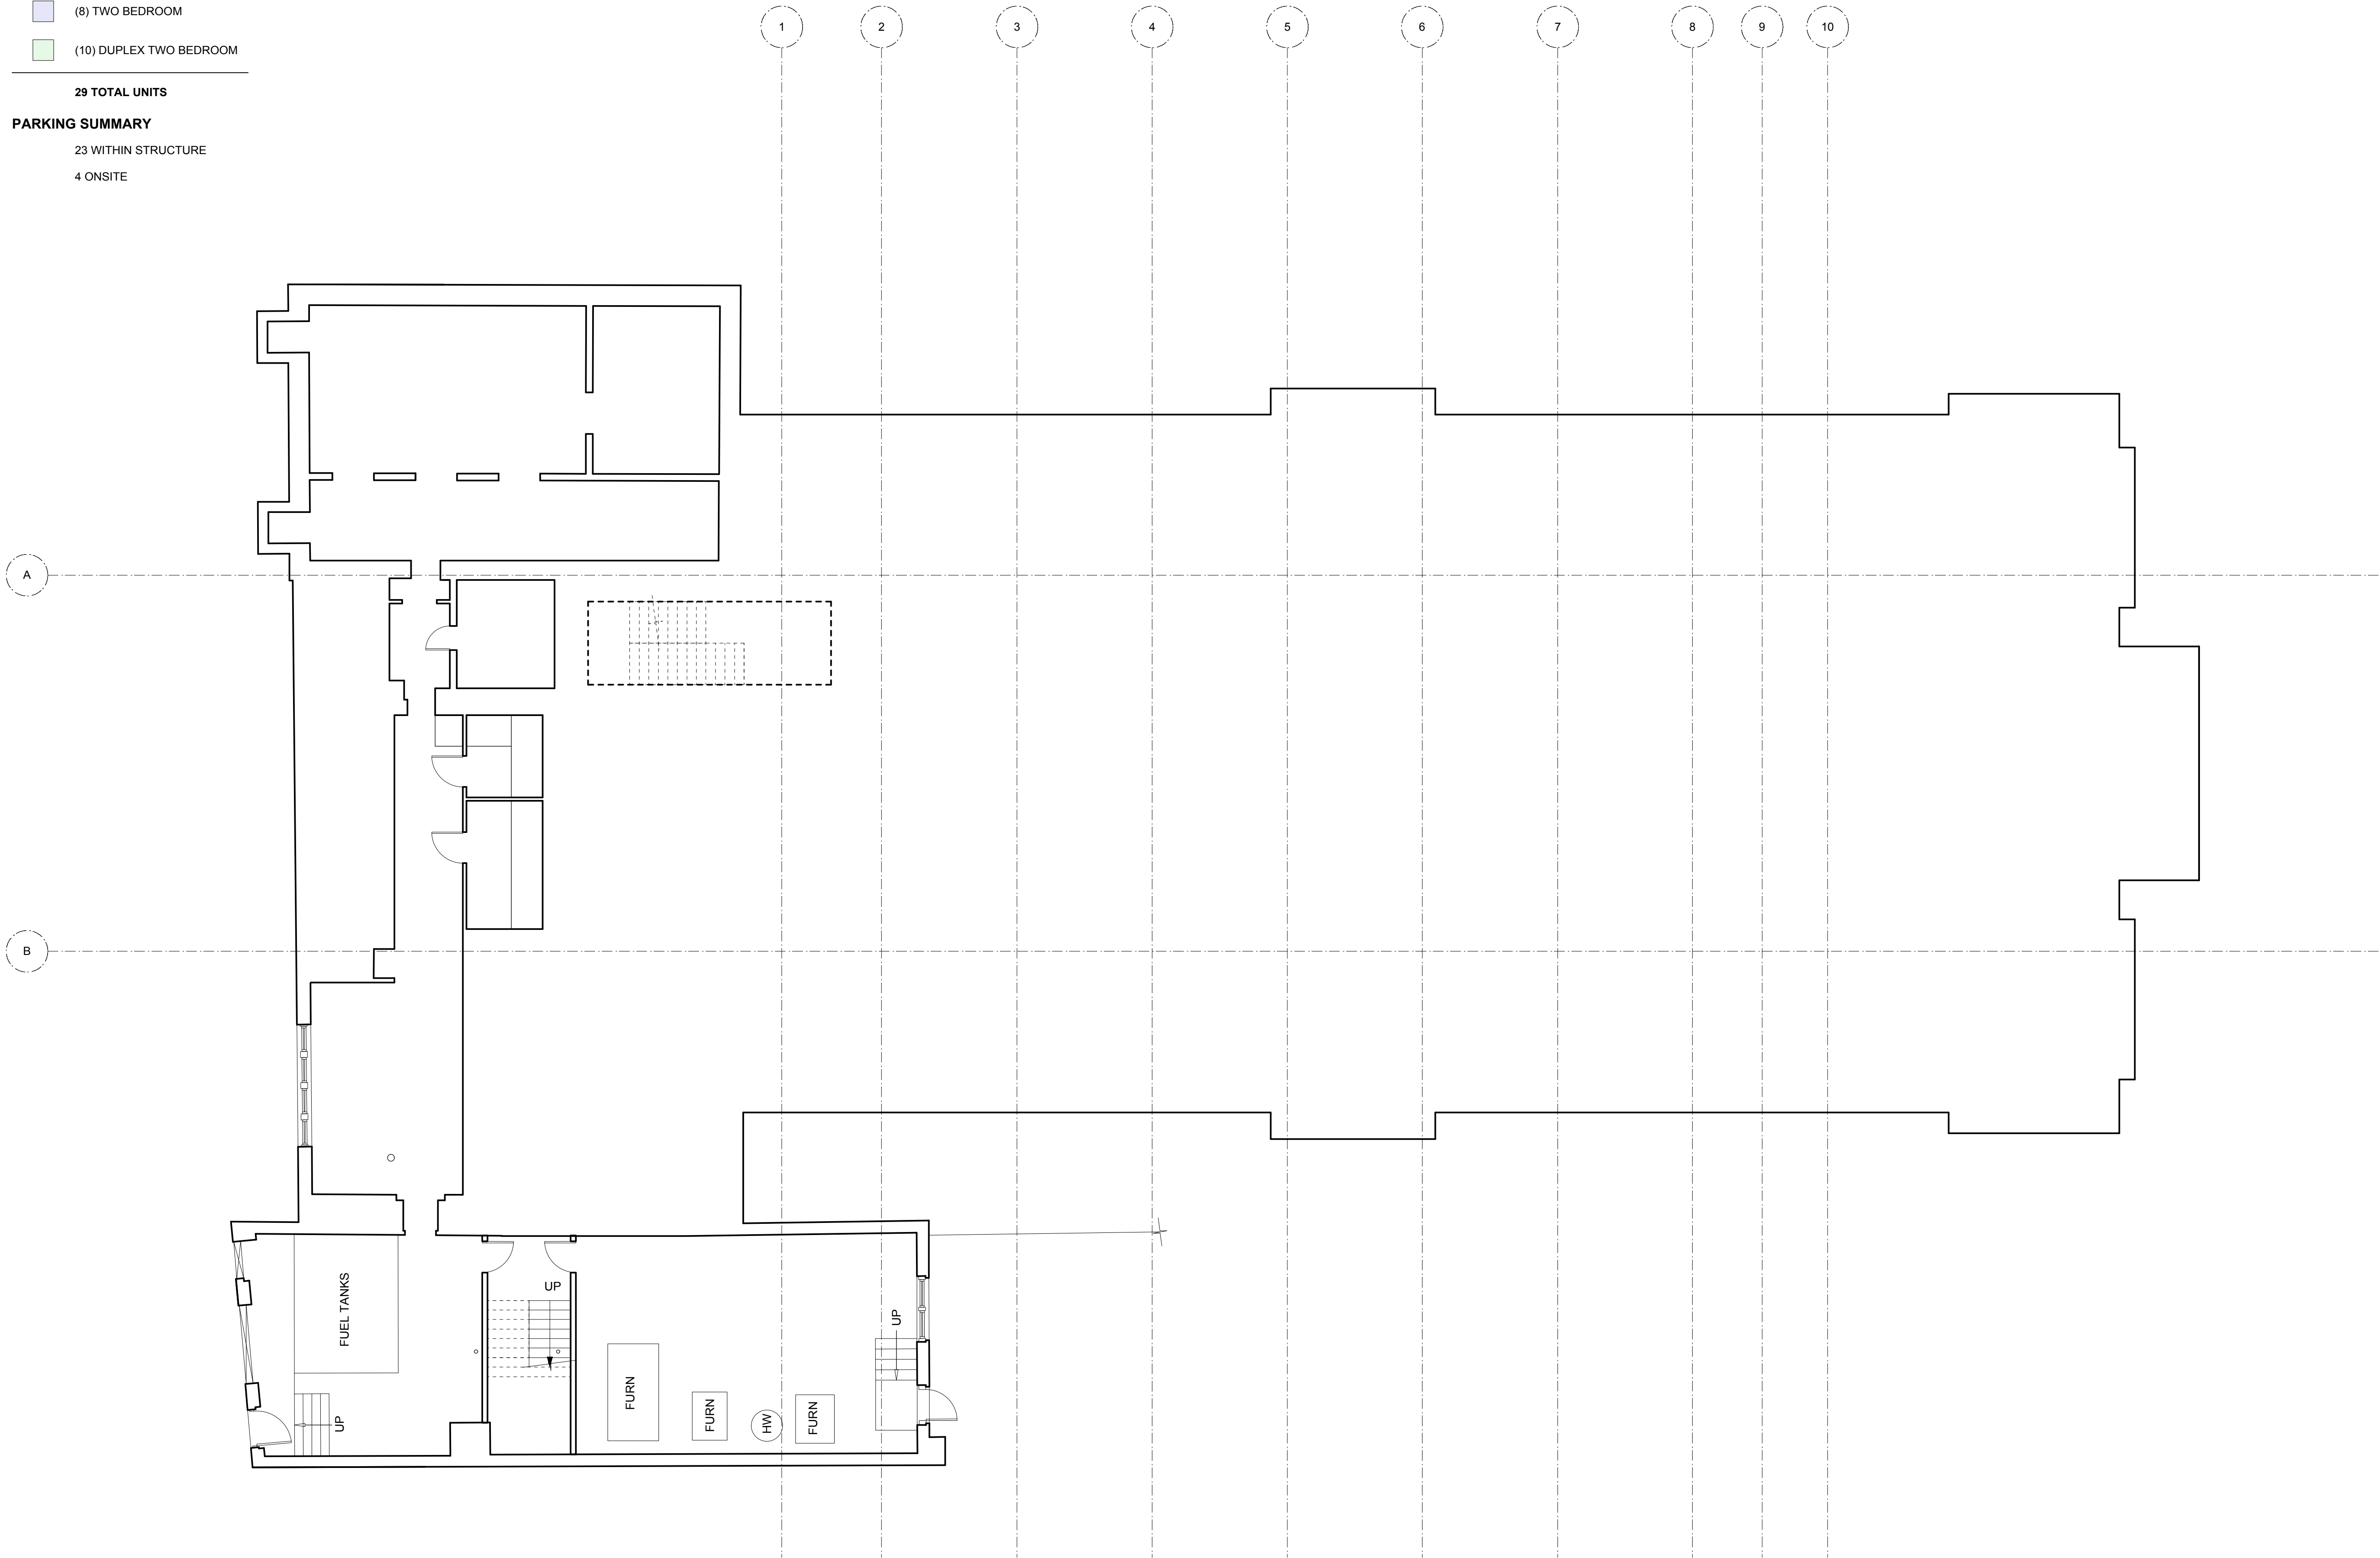 (8) TWO BEDROOM
(10) DUPLEX TWO BEDROOM
29 TOTAL UNITS
PARKING SUMMARY
23 WITHIN STRUCTURE
4 ONSITE
1 2 3 4 5 6 7 8 9 10
A
B
FUEL TANKS
UP
UP
UP
FURN
FURN
HW
FURN
UP